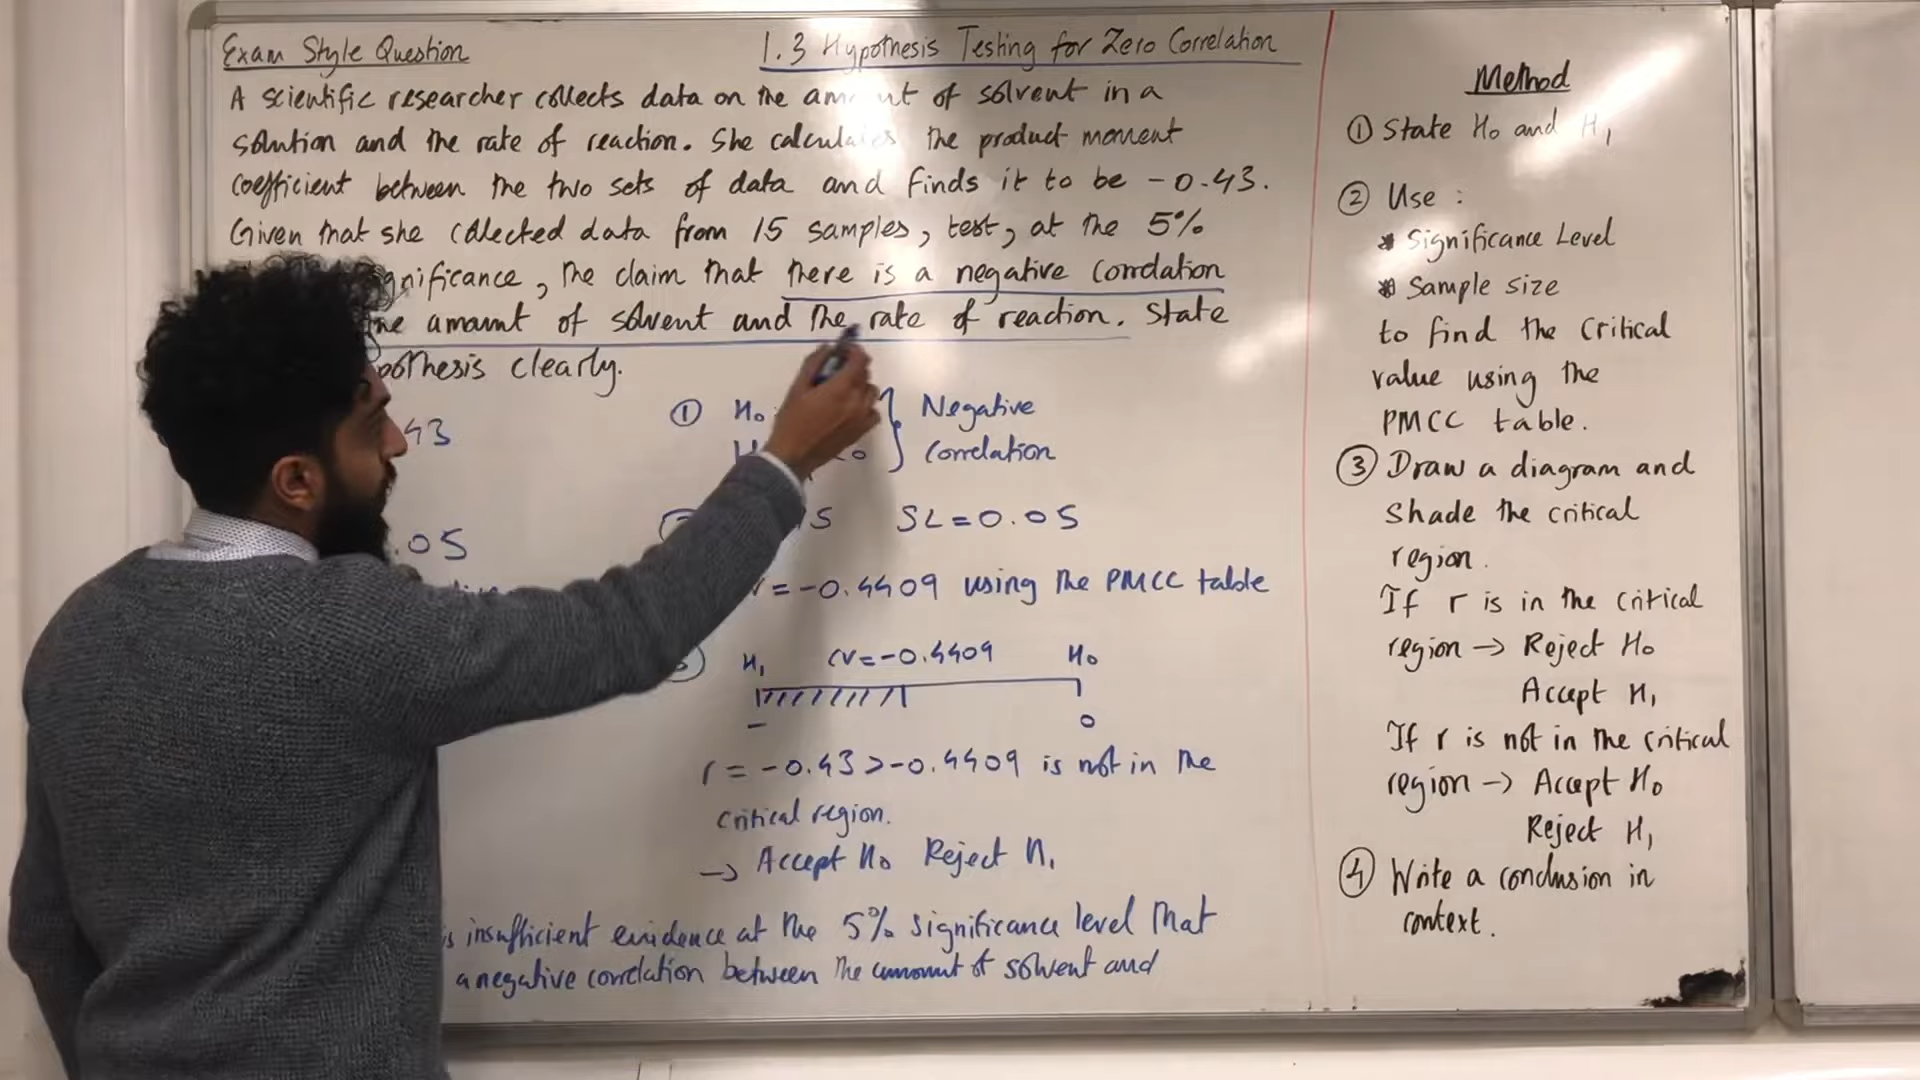 Exam Style Question
1.3 Hypothesis Testing for Zero Correlation
A scientific researcher collects data on the amount of solvent in a
solution and the rate of reaction. She calculates the product moment
coefficient between the two sets of data and finds it to be -0.43.
Given that she collected data from 15 samples, test, at the 5%
gnificance, the claim that there is a negative correlation
the amount of solvent and the rate of reaction. State
pothesis clearly.
43
.05
① H₀ } Negative
Correlation
SL=0.05
= -0.4409 using the PMCC table
H₁ CV=-0.4409 H₀
- 0
r = -0.43 > -0.4409 is not in the
critical region.
→ Accept H₀ Reject H₁
is insufficient evidence at the 5% significance level that
a negative correlation between the amount of solvent and
Method
① State H₀ and H₁
② Use :
* Significance Level
* Sample size
to find the critical
value using the
PMCC table.
③ Draw a diagram and
shade the critical
region.
If r is in the critical
region → Reject H₀
Accept H₁
If r is not in the critical
region → Accept H₀
Reject H₁
④ Write a conclusion in
context.